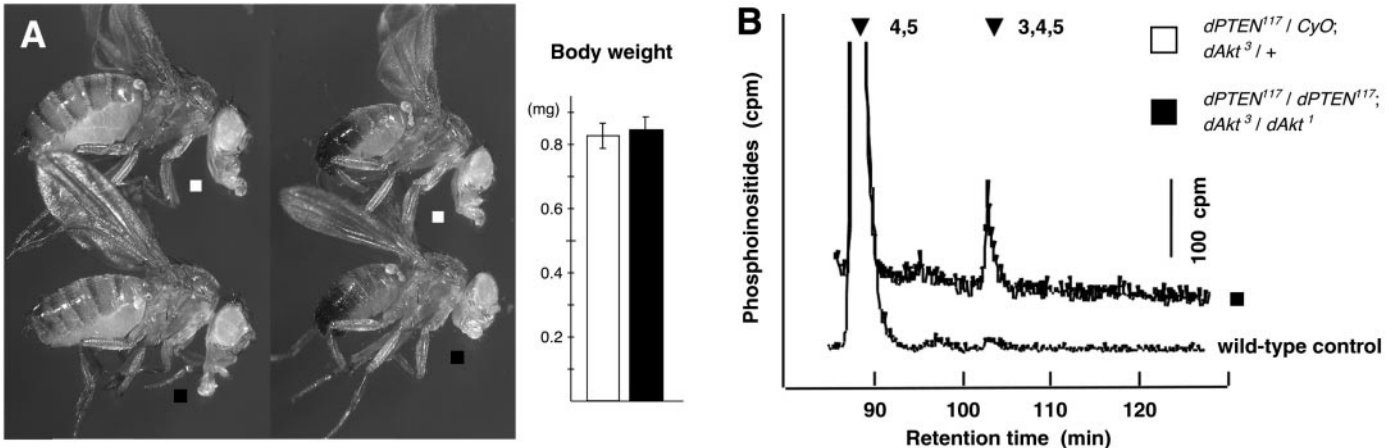 A
Body weight
(mg)
0.8
0.6
0.4
0.2
B
4,5
3,4,5
dPTEN¹¹⁷ / CyO;
dAkt³ / +
dPTEN¹¹⁷ / dPTEN¹¹⁷;
dAkt³ / dAkt¹
Phosphoinositides (cpm)
100 cpm
wild-type control
90 100 110 120
Retention time (min)